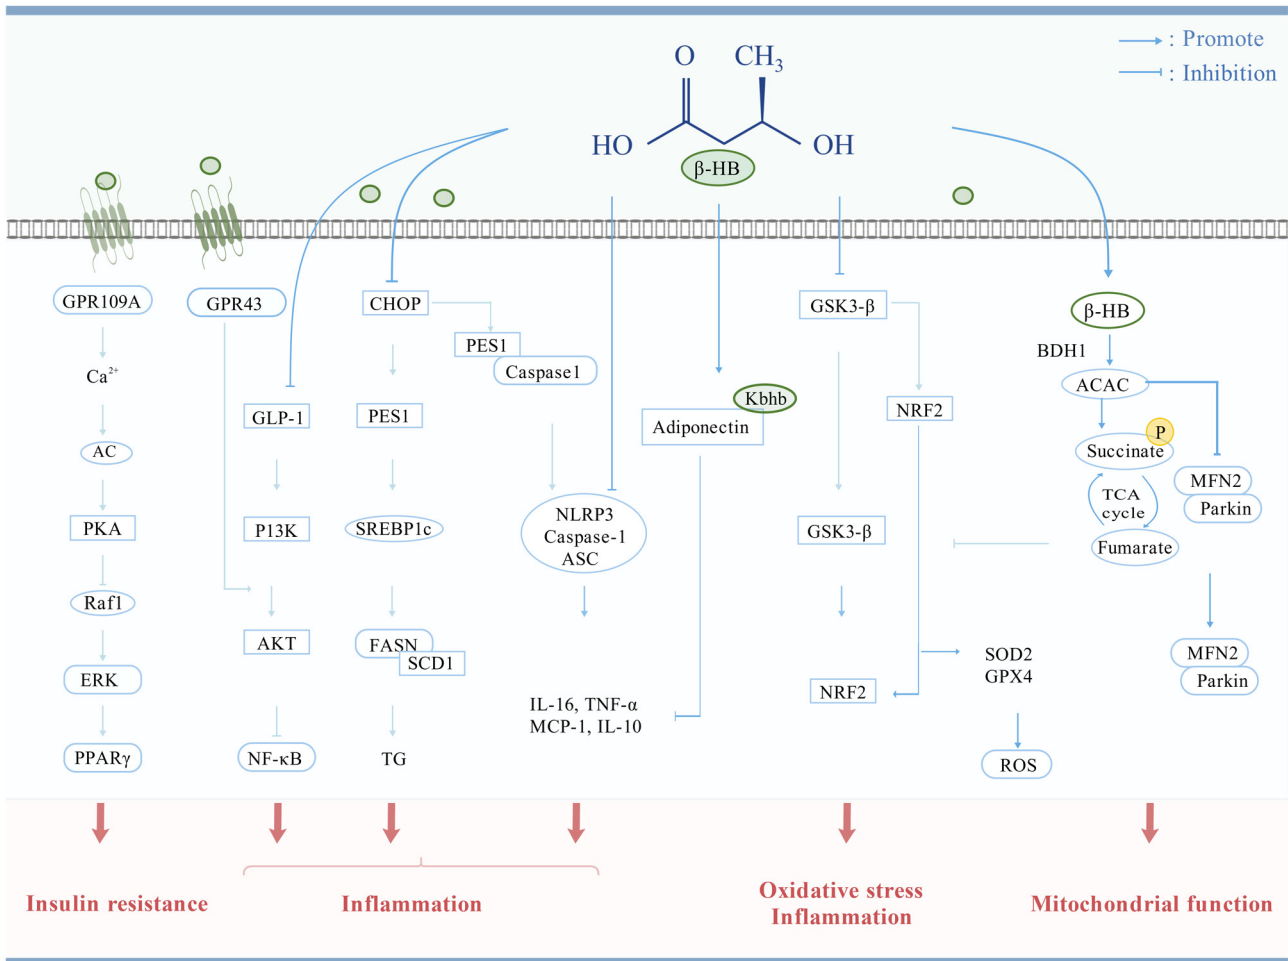 : Promote
: Inhibition
O
CH₃
HO
OH
β-HB
GPR109A
Ca²⁺
AC
PKA
Raf1
ERK
PPARγ
GPR43
GLP-1
P13K
AKT
NF-κB
CHOP
PES1
Caspase1
PES1
SREBP1c
FASN
SCD1
TG
NLRP3
Caspase-1
ASC
IL-16, TNF-α
MCP-1, IL-10
Kbhb
Adiponectin
GSK3-β
NRF2
GSK3-β
NRF2
SOD2
GPX4
ROS
β-HB
BDH1
ACAC
P
Succinate
TCA
cycle
Fumarate
MFN2
Parkin
MFN2
Parkin
Insulin resistance
Inflammation
Oxidative stress
Inflammation
Mitochondrial function